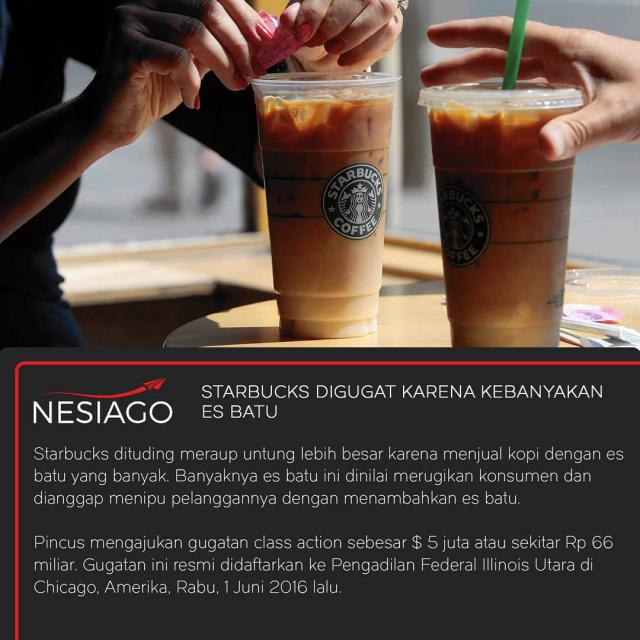 STARBUCKS
COFFEE
STARBUCKS
COFFEE
NESIAGO
STARBUCKS DIGUGAT KARENA KEBANYAKAN
ES BATU
Starbucks dituding meraup untung lebih besar karena menjual kopi dengan es
batu yang banyak. Banyaknya es batu ini dinilai merugikan konsumen dan
dianggap menipu pelanggannya dengan menambahkan es batu.
Pincus mengajukan gugatan class action sebesar $ 5 juta atau sekitar Rp 66
miliar. Gugatan ini resmi didaftarkan ke Pengadilan Federal Illinois Utara di
Chicago, Amerika, Rabu, 1 Juni 2016 lalu.